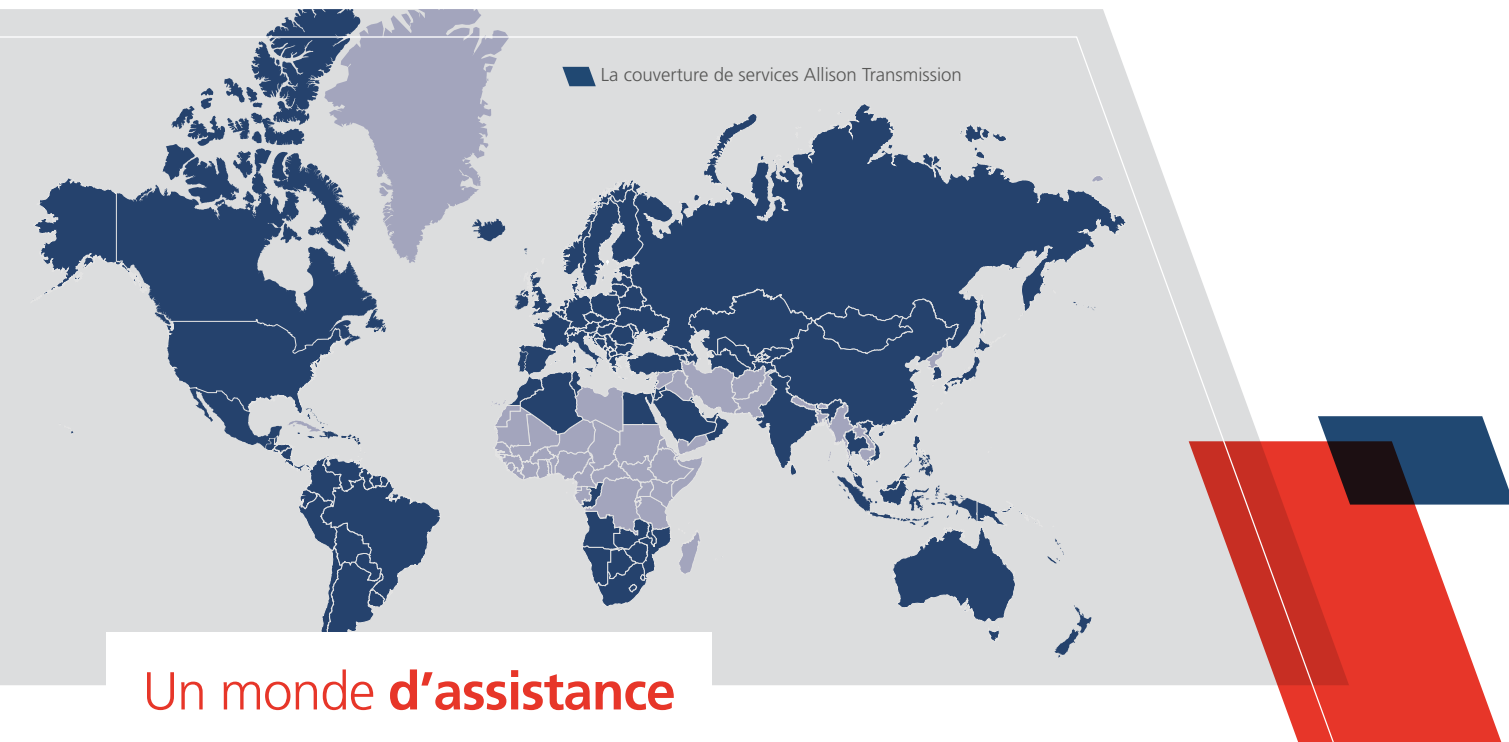 La couverture de services Allison Transmission
Un monde d’assistance